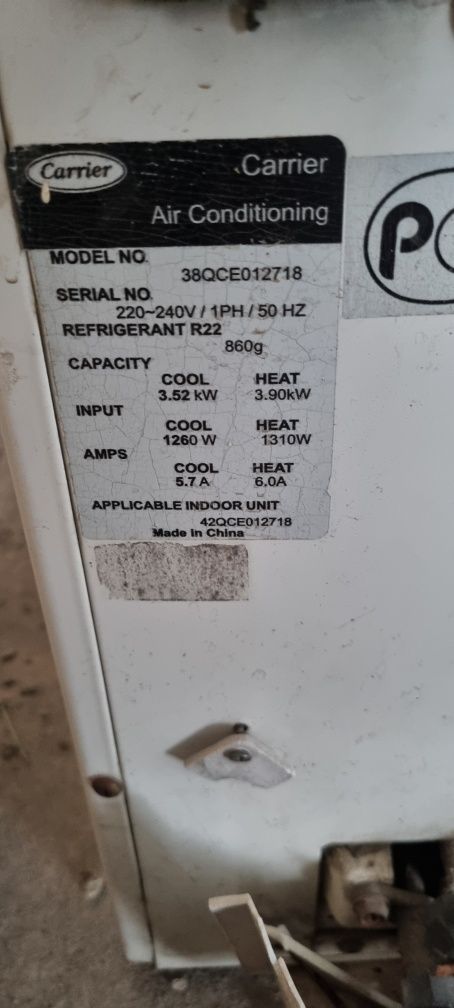 Carrier
Carrier
Air Conditioning
MODEL NO.
38QCE012718
SERIAL NO.
220~240V / 1PH / 50 HZ
REFRIGERANT R22
860g
CAPACITY
COOL HEAT
3.52 kW 3.90kW
INPUT
COOL HEAT
1260 W 1310W
AMPS
COOL HEAT
5.7 A 6.0A
APPLICABLE INDOOR UNIT
42QCE012718
Made in China